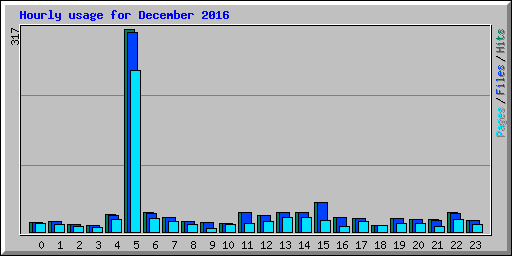 Hourly usage for December 2016
317
Pages/Files/Hits
0 1 2 3 4 5 6 7 8 9 10 11 12 13 14 15 16 17 18 19 20 21 22 23